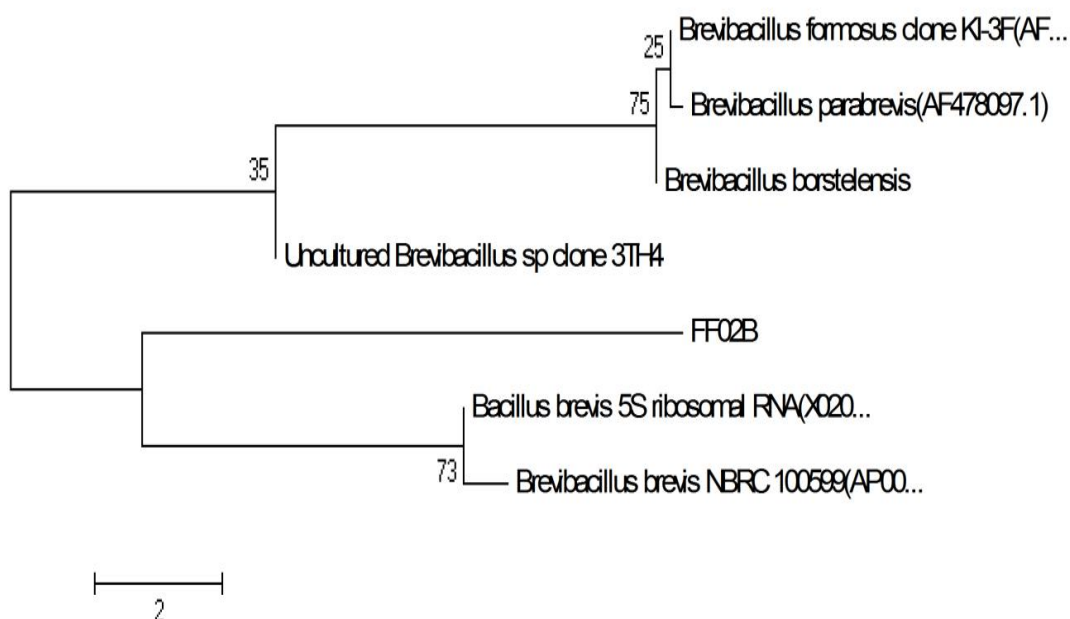 Brevibacillus formosus clone KI-3F(AF...
25
Brevibacillus parabrevis(AF478097.1)
75
Brevibacillus borstelensis
35
Uncultured Brevibacillus sp clone 3TH4
FF02B
Bacillus brevis 5S ribosomal RNA(X020...
73
Brevibacillus brevis NBRC 100599(AP00...
2